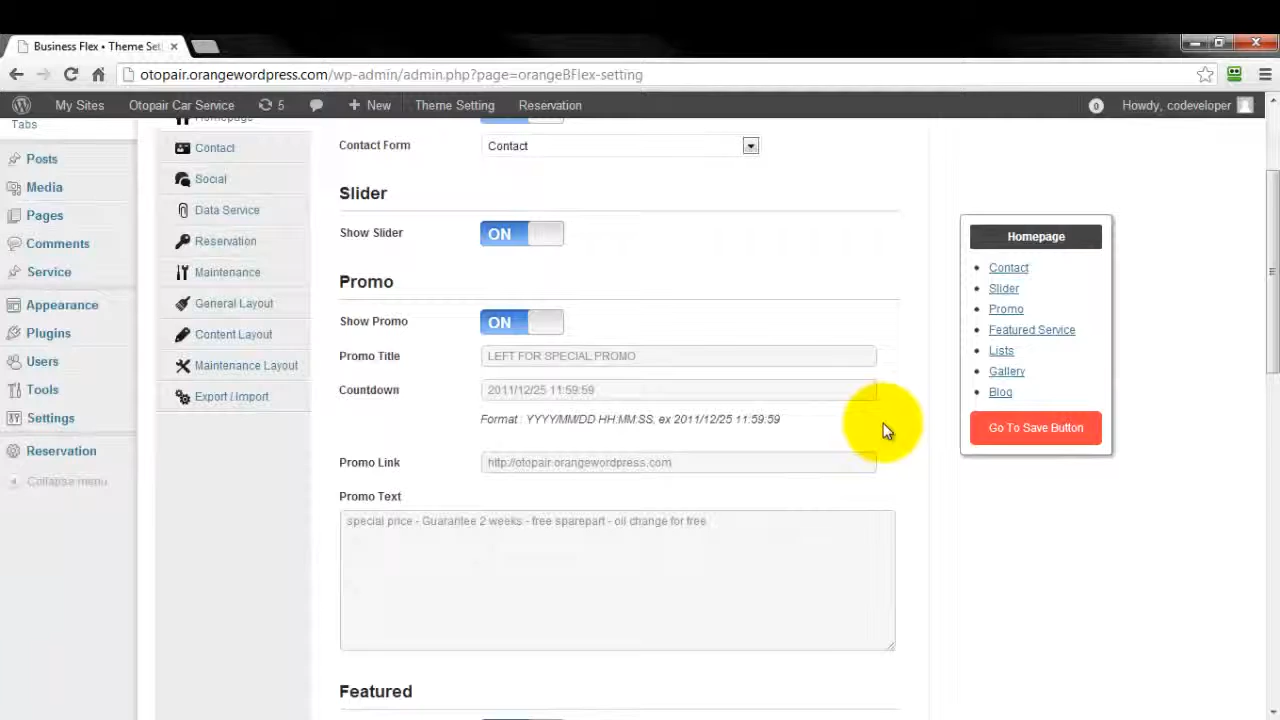 Business Flex • Theme Set
otopair.orangewordpress.com/wp-admin/admin.php?page=orangeBFlex-setting
My Sites Otopair Car Service 5 New Theme Setting Reservation 0 Howdy, codeveloper
Tabs
Posts
Media
Pages
Comments
Service
Appearance
Plugins
Users
Tools
Settings
Reservation
Collapse menu
Homepage
Contact
Social
Data Service
Reservation
Maintenance
General Layout
Content Layout
Maintenance Layout
Export / Import
Contact Form Contact
Slider
Show Slider ON
Promo
Show Promo ON
Promo Title LEFT FOR SPECIAL PROMO
Countdown 2011/12/25 11:59:59
Format : YYYY/MM/DD HH:MM:SS, ex 2011/12/25 11:59:59
Promo Link http://otopair.orangewordpress.com
Promo Text
special price - Guarantee 2 weeks - free sparepart - oil change for free
Featured
Homepage
Contact
Slider
Promo
Featured Service
Lists
Gallery
Blog
Go To Save Button